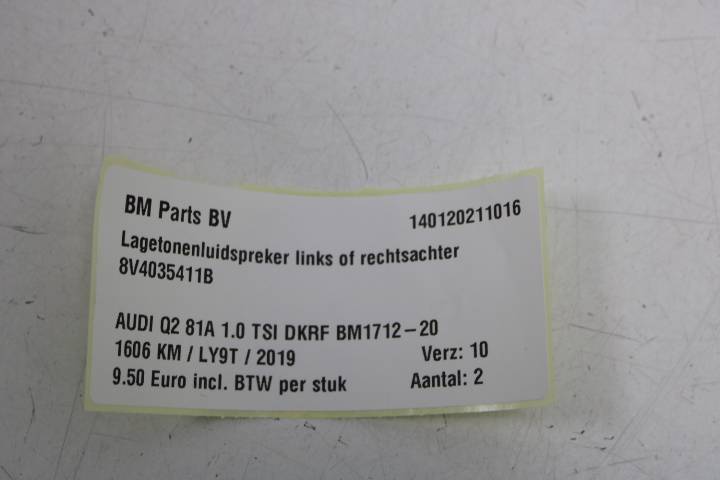 BM Parts BV 140120211016
Lagetonenluidspreker links of rechtsachter
8V4035411B
AUDI Q2 81A 1.0 TSI DKRF BM1712-20
1606 KM / LY9T / 2019 Verz: 10
9.50 Euro incl. BTW per stuk Aantal: 2